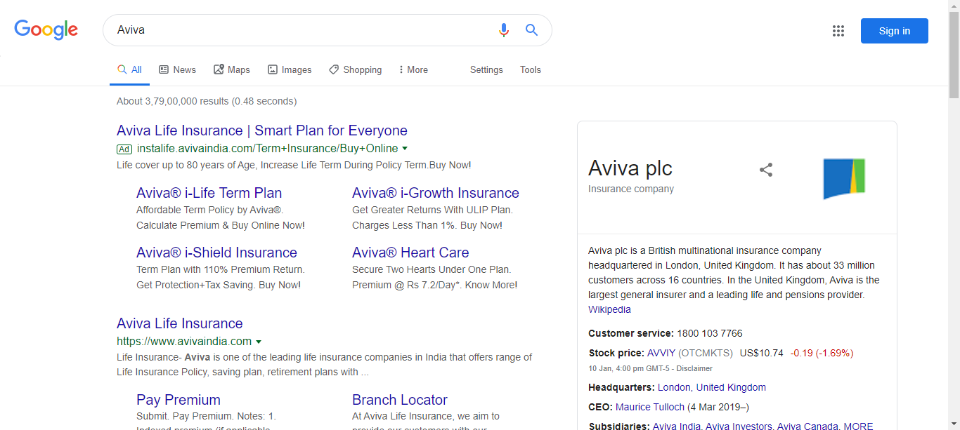 Google
Aviva
Sign in
All
News
Maps
Images
Shopping
More
Settings
Tools
About 3,79,00,000 results (0.48 seconds)
Aviva Life Insurance | Smart Plan for Everyone
Ad instalife.avivaindia.com/Term+Insurance/Buy+Online
Life cover up to 80 years of Age, Increase Life Term During Policy Term.Buy Now!
Aviva® i-Life Term Plan
Affordable Term Policy by Aviva®.
Calculate Premium & Buy Online Now!
Aviva® i-Growth Insurance
Get Greater Returns With ULIP Plan.
Charges Less Than 1%. Buy Now!
Aviva® i-Shield Insurance
Term Plan with 110% Premium Return.
Get Protection+Tax Saving. Buy Now!
Aviva® Heart Care
Secure Two Hearts Under One Plan.
Premium @ Rs 7.2/Day*. Know More!
Aviva Life Insurance
https://www.avivaindia.com
Life Insurance- Aviva is one of the leading life insurance companies in India that offers range of
Life Insurance Policy, saving plan, retirement plans with ...
Pay Premium
Submit. Pay Premium. Notes: 1.
Indexed premium (if applicable
Branch Locator
At Aviva Life Insurance, we aim to
provide our customers with our
Aviva plc
Insurance company
Aviva plc is a British multinational insurance company
headquartered in London, United Kingdom. It has about 33 million
customers across 16 countries. In the United Kingdom, Aviva is the
largest general insurer and a leading life and pensions provider.
Wikipedia
Customer service: 1800 103 7766
Stock price: AVVIY (OTCMKTS) US$10.74 -0.19 (-1.69%)
10 Jan, 4:00 pm GMT-5 - Disclaimer
Headquarters: London, United Kingdom
CEO: Maurice Tulloch (4 Mar 2019–)
Subsidiaries: Aviva India, Aviva Investors, Aviva Canada, MORE